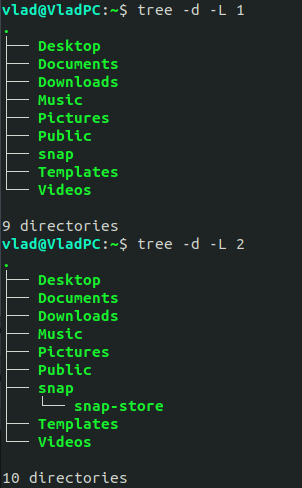 vlad@VladPC:~$ tree -d -L 1
.
├── Desktop
├── Documents
├── Downloads
├── Music
├── Pictures
├── Public
├── snap
├── Templates
└── Videos

9 directories
vlad@VladPC:~$ tree -d -L 2
.
├── Desktop
├── Documents
├── Downloads
├── Music
├── Pictures
├── Public
├── snap
│   └── snap-store
├── Templates
└── Videos

10 directories